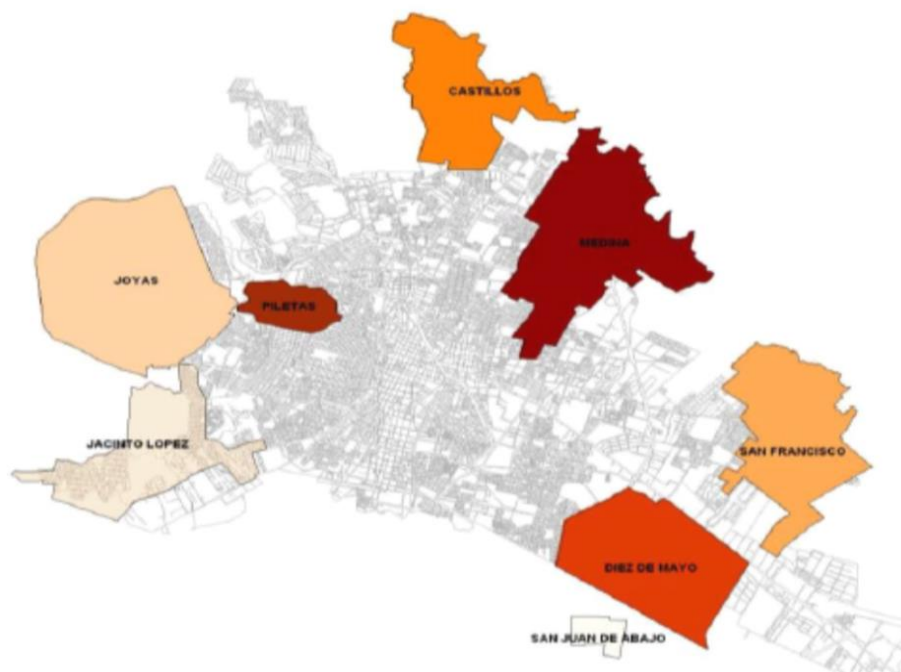 CASTILLOS
MEDINA
JOYAS
PILETAS
JACINTO LOPEZ
SAN FRANCISCO
DIEZ DE MAYO
SAN JUAN DE ABAJO